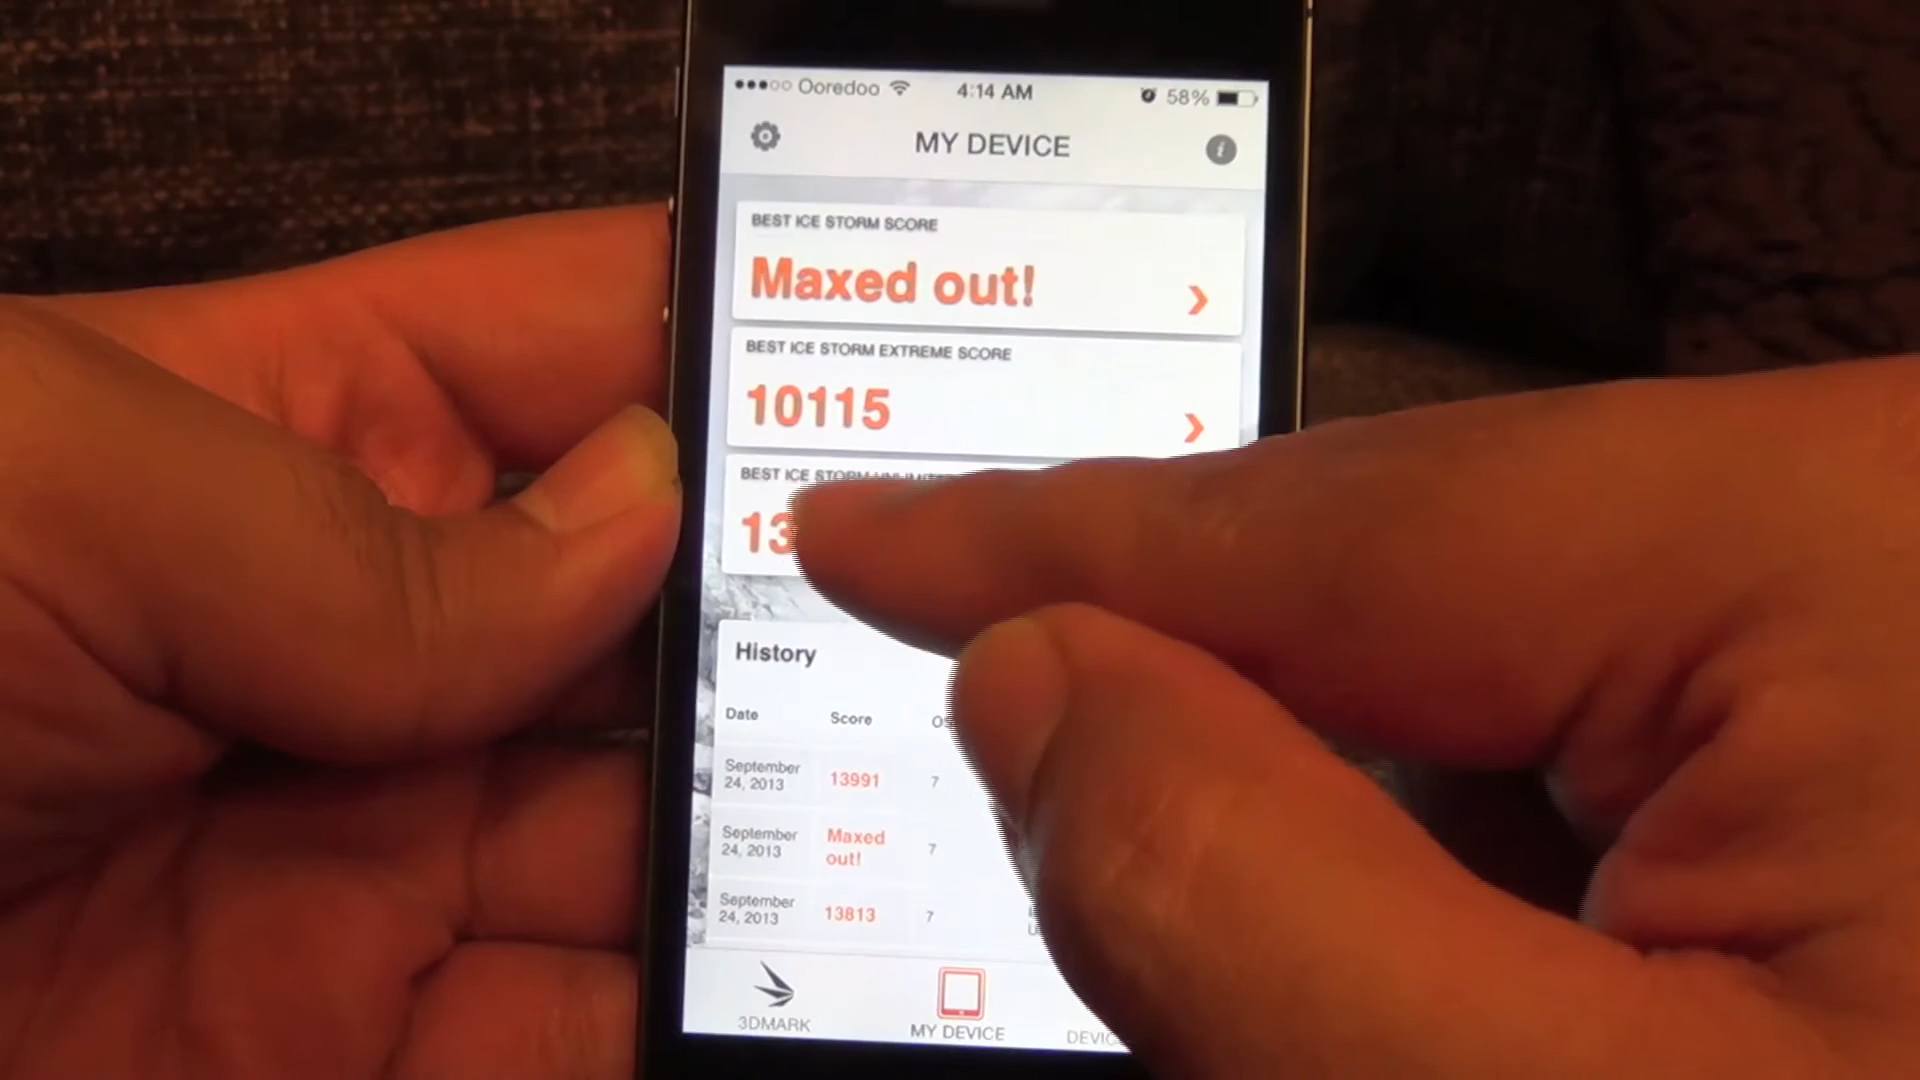 Ooredoo 4:14 AM 58%
MY DEVICE
BEST ICE STORM SCORE
Maxed out!
BEST ICE STORM EXTREME SCORE
10115
BEST ICE STORM
13
History
Date Score
September
24, 2013
13991 7
September
24, 2013
Maxed
out!
7
September
24, 2013
13813 7
3DMARK
MY DEVICE